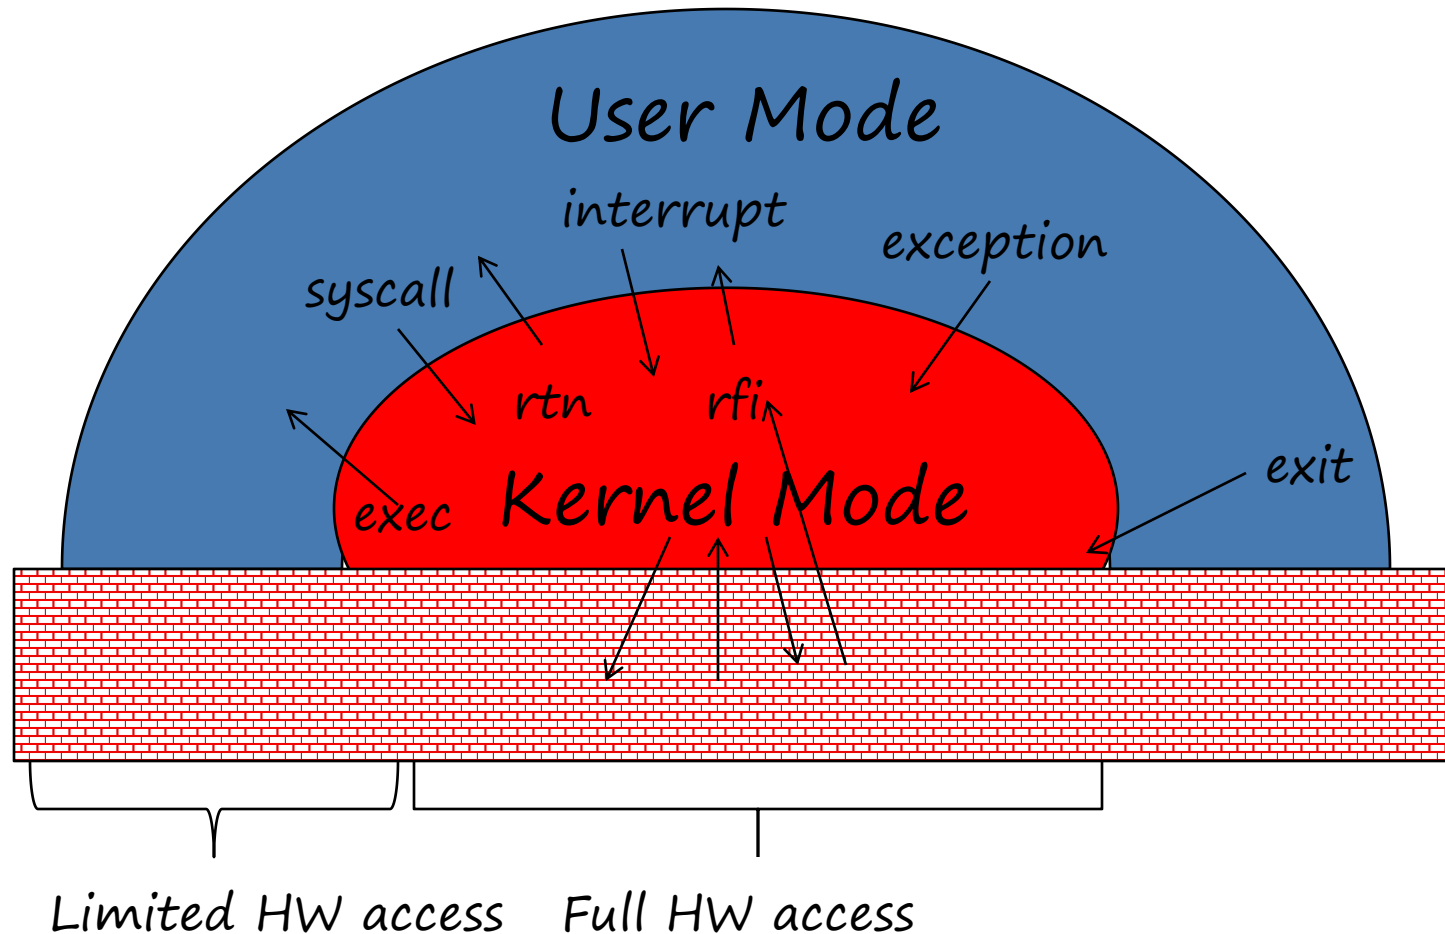 User Mode
interrupt
exception
syscall
rtn
rfi
exit
Kernel Mode
exec
Limited HW access
Full HW access